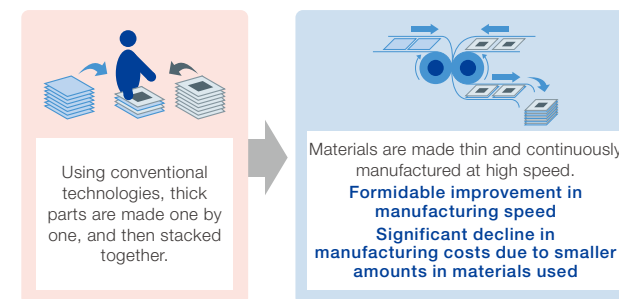 Using conventional
technologies, thick
parts are made one by
one, and then stacked
together.
Materials are made thin and continuously
manufactured at high speed.
Formidable improvement in
manufacturing speed
Significant decline in
manufacturing costs due to smaller
amounts in materials used